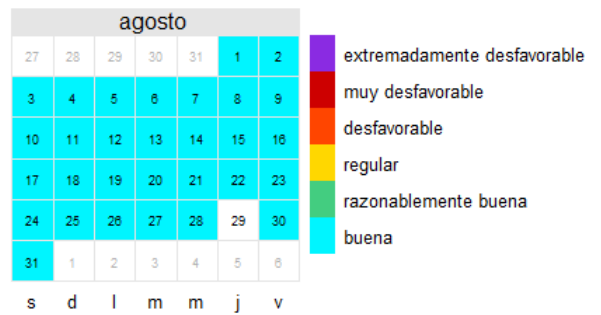 agosto
27 28 29 30 31 1 2
3 4 5 6 7 8 9
10 11 12 13 14 15 16
17 18 19 20 21 22 23
24 25 26 27 28 29 30
31 1 2 3 4 5 6
s d l m m j v
extremadamente desfavorable
muy desfavorable
desfavorable
regular
razonablemente buena
buena